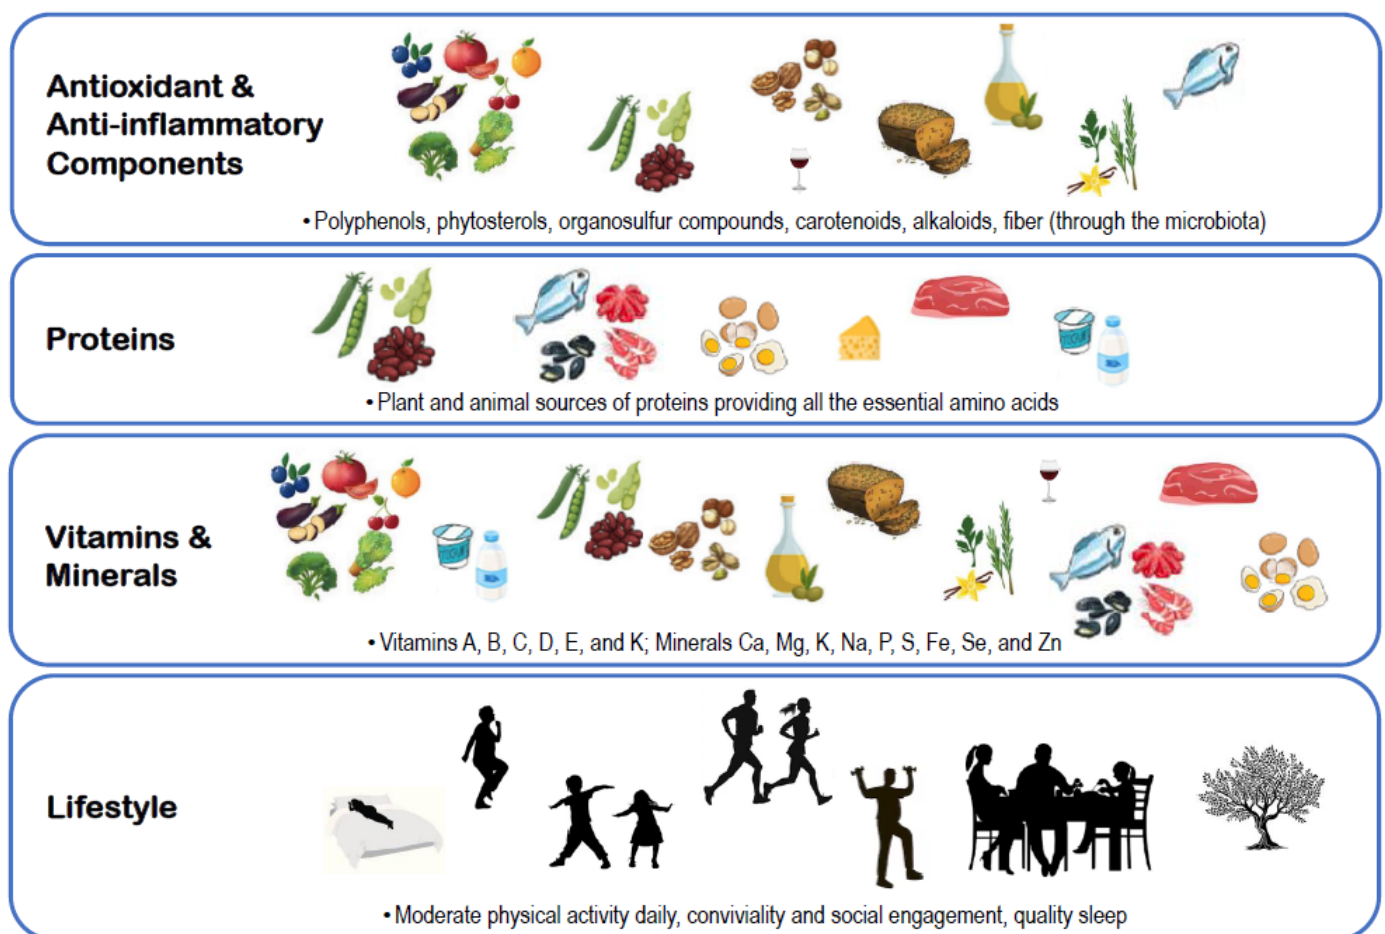 Antioxidant &
Anti-inflammatory
Components
• Polyphenols, phytosterols, organosulfur compounds, carotenoids, alkaloids, fiber (through the microbiota)
Proteins
YOGURT
• Plant and animal sources of proteins providing all the essential amino acids
Vitamins &
Minerals
YOGURT
• Vitamins A, B, C, D, E, and K; Minerals Ca, Mg, K, Na, P, S, Fe, Se, and Zn
Lifestyle
• Moderate physical activity daily, conviviality and social engagement, quality sleep